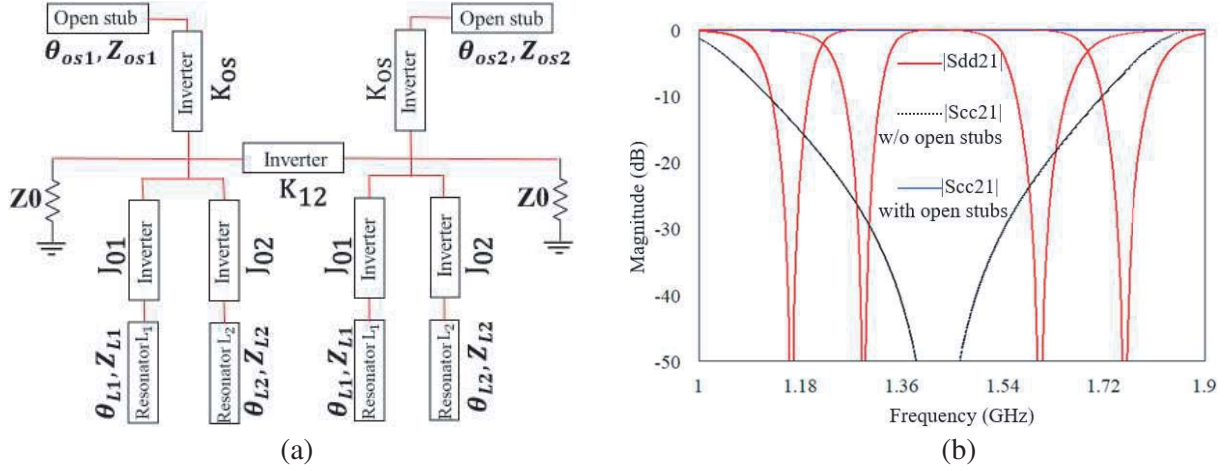 Open stub
θos1, Zos1
Inverter
Kos
Open stub
θos2, Zos2
Inverter
Kos
Inverter
K12
Z0
Z0
J01
Inverter
Inverter
J02
J01
Inverter
Inverter
J02
θL1, ZL1
Resonator L1
Resonator L2
θL2, ZL2
θL1, ZL1
Resonator L1
Resonator L2
θL2, ZL2
(a)
Magnitude (dB)
0
-10
-20
-30
-40
-50
|Sdd21|
|Scc21|
w/o open stubs
|Scc21|
with open stubs
1
1.18
1.36
1.54
1.72
1.9
Frequency (GHz)
(b)